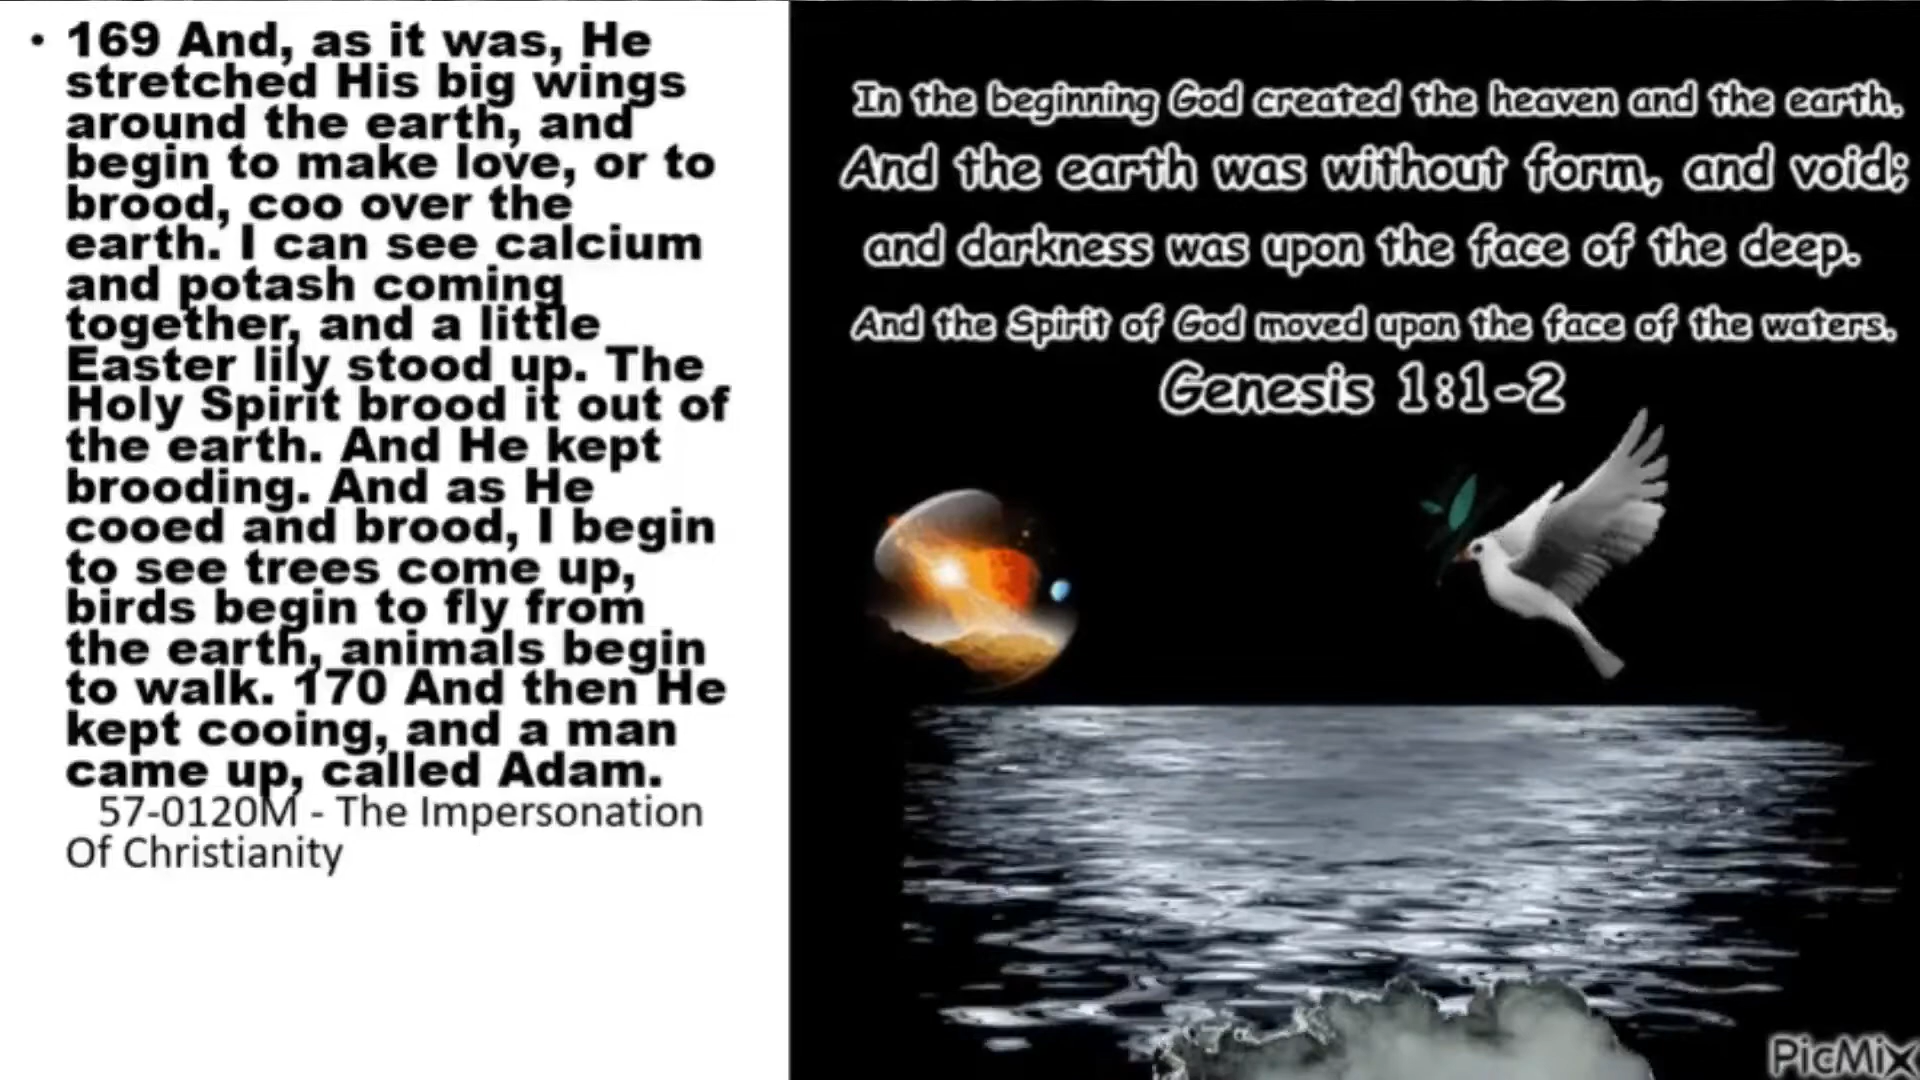 • 169 And, as it was, He
stretched His big wings
around the earth, and
begin to make love, or to
brood, coo over the
earth. I can see calcium
and potash coming
together, and a little
Easter lily stood up. The
Holy Spirit brood it out of
the earth. And He kept
brooding. And as He
cooed and brood, I begin
to see trees come up,
birds begin to fly from
the earth, animals begin
to walk. 170 And then He
kept cooing, and a man
came up, called Adam.
57-0120M - The Impersonation
Of Christianity
In the beginning God created the heaven and the earth.
And the earth was without form, and void;
and darkness was upon the face of the deep.
And the Spirit of God moved upon the face of the waters.
Genesis 1:1-2
PicMix